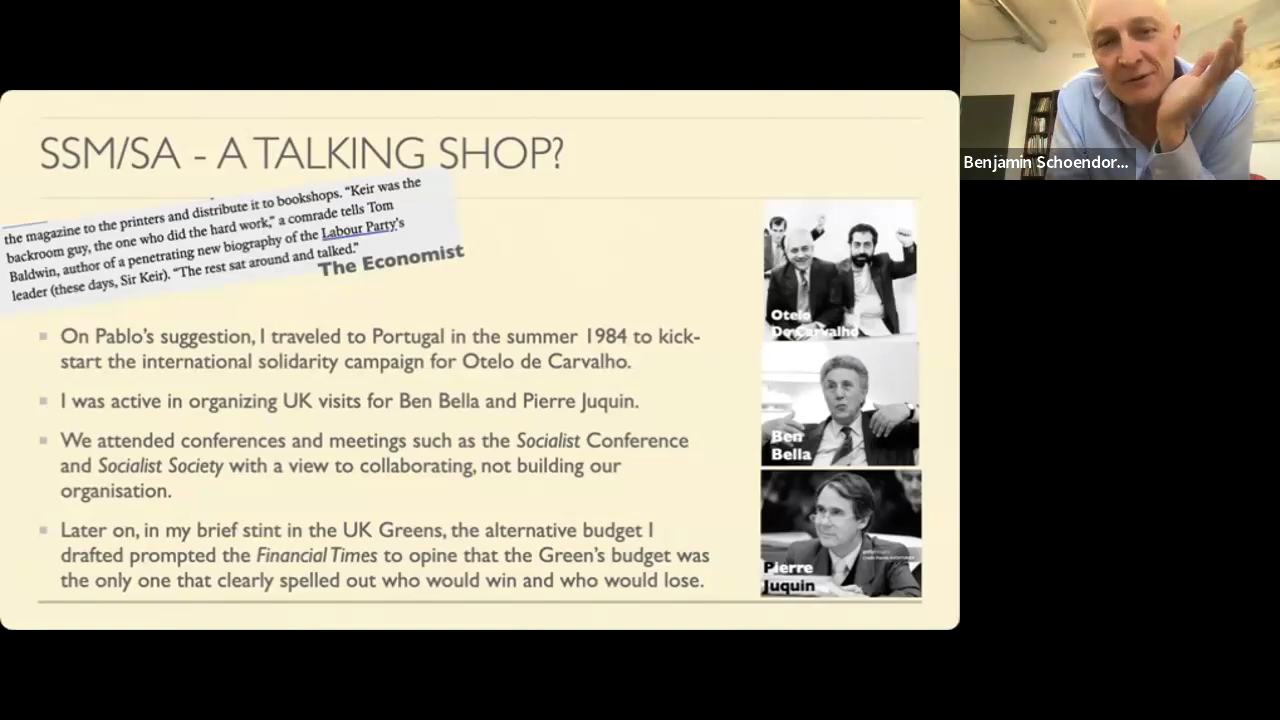 SSM/SA - A TALKING SHOP?
the magazine to the printers and distribute it to bookshops. “Keir was the
backroom guy, the one who did the hard work,” a comrade tells Tom
Baldwin, author of a penetrating new biography of the Labour Party’s
leader (these days, Sir Keir). “The rest sat around and talked.”
The Economist
On Pablo’s suggestion, I traveled to Portugal in the summer 1984 to kick-
start the international solidarity campaign for Otelo de Carvalho.
I was active in organizing UK visits for Ben Bella and Pierre Juquin.
We attended conferences and meetings such as the Socialist Conference
and Socialist Society with a view to collaborating, not building our
organisation.
Later on, in my brief stint in the UK Greens, the alternative budget I
drafted prompted the Financial Times to opine that the Green’s budget was
the only one that clearly spelled out who would win and who would lose.
Otelo
De Carvalho
Ben
Bella
Pierre
Juquin
Benjamin Schoendor...